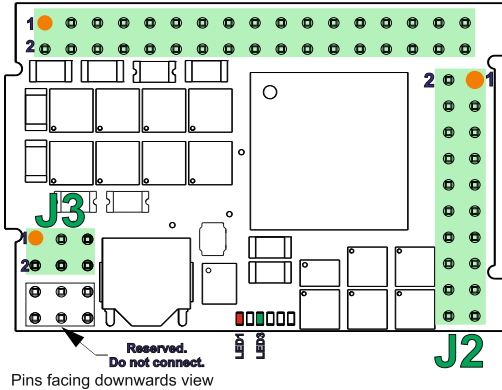 1
2
2 1
J3
1
2
LED1
LED3
J2
Reserved.
Do not connect.
Pins facing downwards view